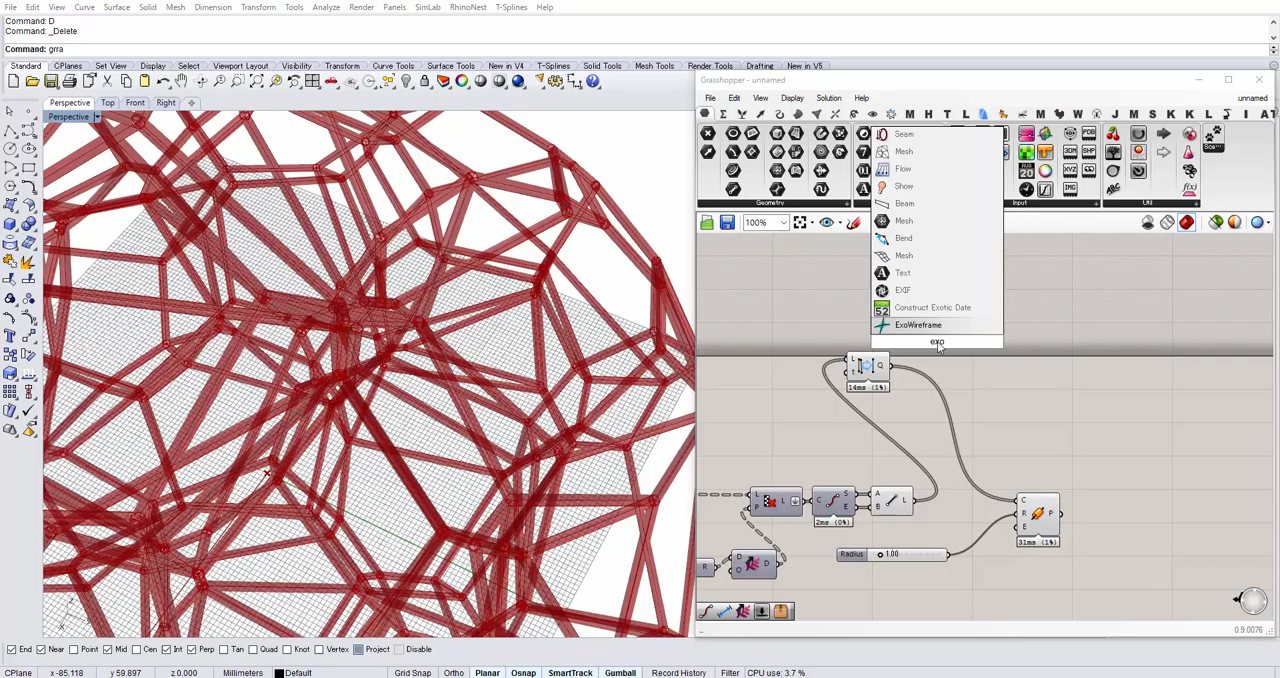 File Edit View Curve Surface Solid Mesh Dimension Transform Tools Analyze Render Panels SimLab RhinoNest T-Splines Help
Command: D
Command: _Delete
Command: grra
Standard CPlanes Set View Display Select Viewport Layout Visibility Transform Curve Tools Surface Tools Solid Tools Mesh Tools Render Tools Drafting New in V4 T-Splines New in V5
Grasshopper - unnamed
Perspective Top Front Right
File Edit View Display Solution Help unnamed
Perspective
Seam
Mesh
Flow
Show
Beam
Geometry
Mesh
Input
Util
100%
Bend
Mesh
Text
EXIF
Construct Exotic Date
ExoWireframe
exo
L
t
Q
14ms (1%)
L
P
L
C
S
E
2ms (0%)
A
B
L
C
R
E
P
31ms (1%)
Radius 1.00
R
D
O
D
0.9.0076
End Near Point Mid Cen Int Perp Tan Quad Knot Vertex Project Disable
CPlane x -85.118 y 59.897 z 0.000 Millimeters Default Grid Snap Ortho Planar Osnap SmartTrack Gumball Record History Filter CPU use: 3.7 %